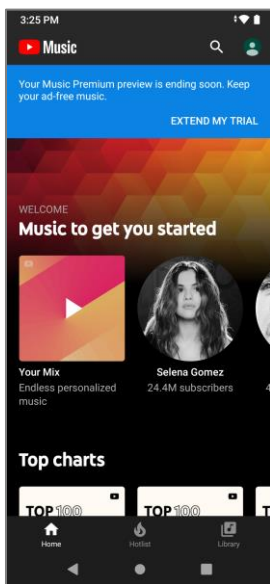 3:25 PM
Music
Your Music Premium preview is ending soon. Keep
your ad-free music.
EXTEND MY TRIAL
WELCOME
Music to get you started
Your Mix
Endless personalized
music
Selena Gomez
24.4M subscribers
4
Top charts
TOP 100
TOP 100
T
Home
Hotlist
Library